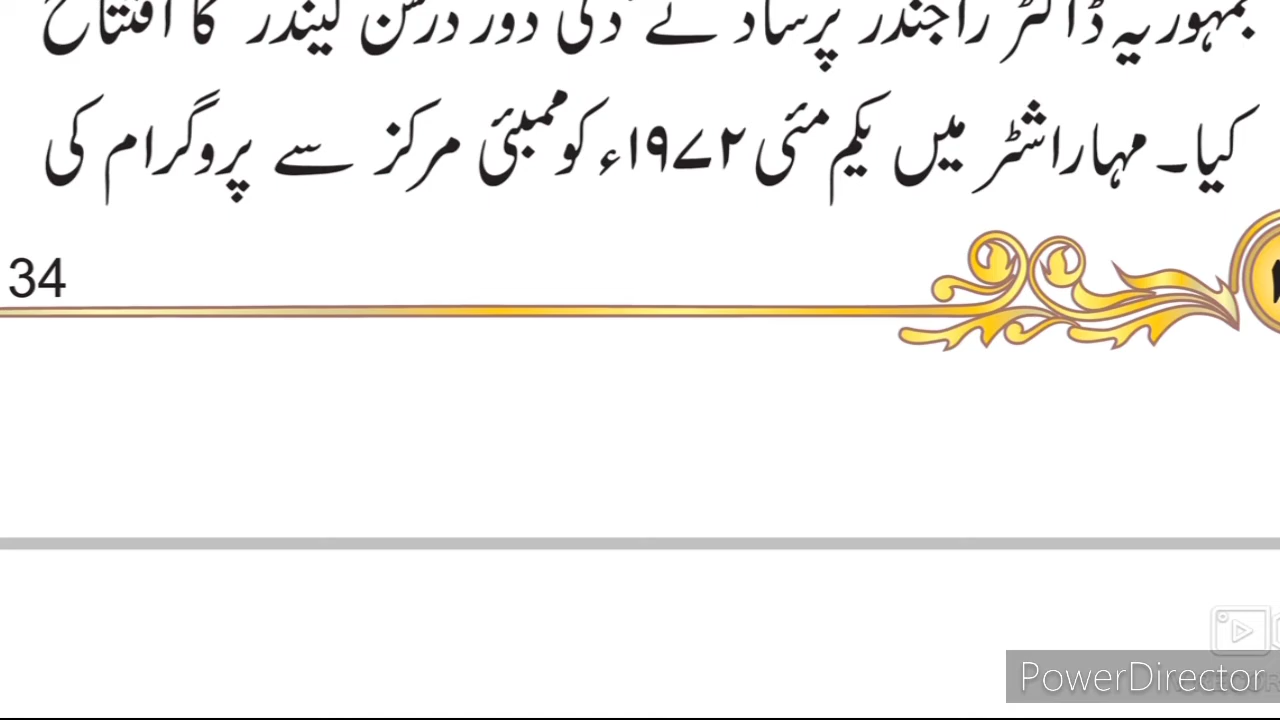 جمہوریہ ڈاکٹر راجندر پرساد نے دلّی دور درشن کیندر کا افتتاح
کیا۔ مہاراشٹر میں یکم مئی ۱۹۷۲ء کو ممبئی مرکز سے پروگرام کی
34
PowerDirector